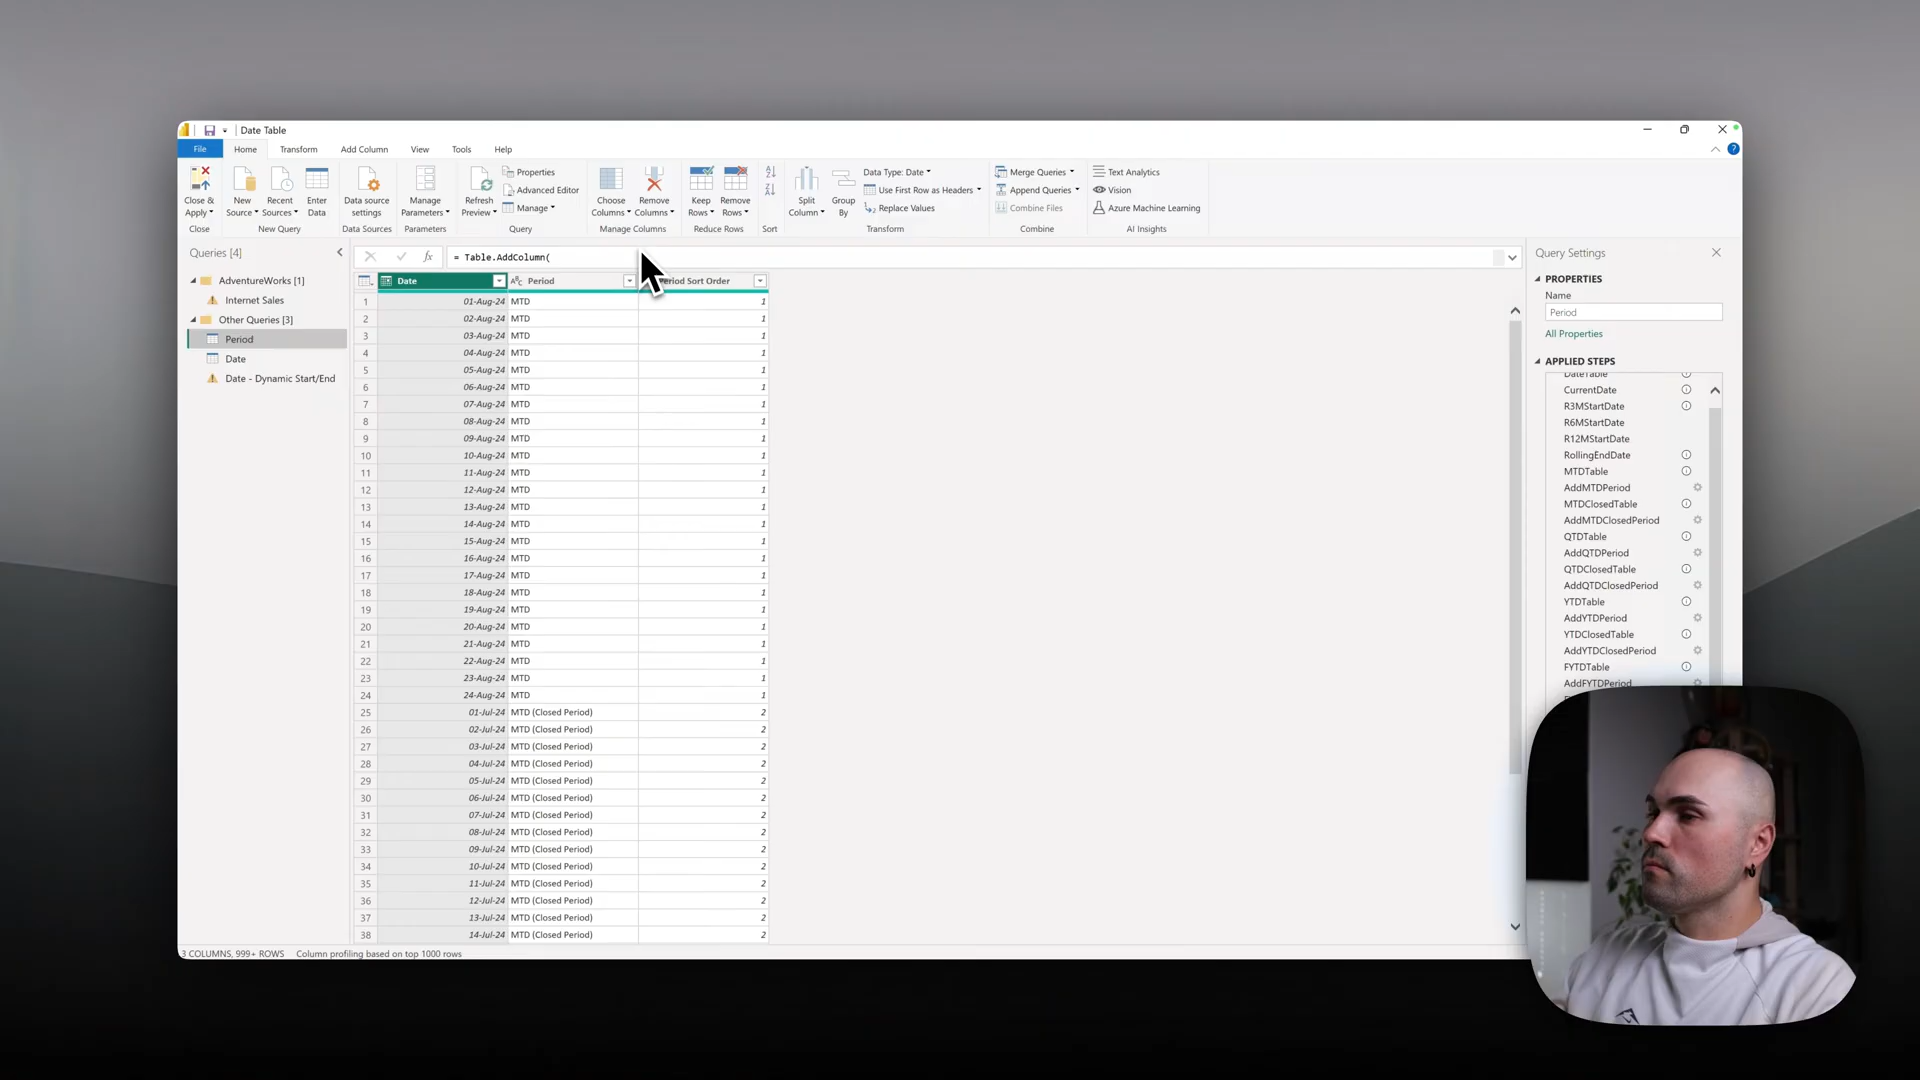 Date Table
File Home Transform Add Column View Tools Help
Close & Apply
New Source
Recent Sources
Enter Data
Data source settings
Manage Parameters
Refresh Preview
Properties
Advanced Editor
Manage
Choose Columns
Remove Columns
Keep Rows
Remove Rows
Split Column
Group By
Data Type: Date
Use First Row as Headers
Replace Values
Merge Queries
Append Queries
Combine Files
Text Analytics
Vision
Azure Machine Learning
Close New Query Data Sources Parameters Query Manage Columns Reduce Rows Sort Transform Combine AI Insights
Queries [4]
AdventureWorks [1]
Internet Sales
Other Queries [3]
Period
Date
Date - Dynamic Start/End
fx = Table.AddColumn(
Date ABC Period eriod Sort Order
1 01-Aug-24 MTD 1
2 02-Aug-24 MTD 1
3 03-Aug-24 MTD 1
4 04-Aug-24 MTD 1
5 05-Aug-24 MTD 1
6 06-Aug-24 MTD 1
7 07-Aug-24 MTD 1
8 08-Aug-24 MTD 1
9 09-Aug-24 MTD 1
10 10-Aug-24 MTD 1
11 11-Aug-24 MTD 1
12 12-Aug-24 MTD 1
13 13-Aug-24 MTD 1
14 14-Aug-24 MTD 1
15 15-Aug-24 MTD 1
16 16-Aug-24 MTD 1
17 17-Aug-24 MTD 1
18 18-Aug-24 MTD 1
19 19-Aug-24 MTD 1
20 20-Aug-24 MTD 1
21 21-Aug-24 MTD 1
22 22-Aug-24 MTD 1
23 23-Aug-24 MTD 1
24 24-Aug-24 MTD 1
25 01-Jul-24 MTD (Closed Period) 2
26 02-Jul-24 MTD (Closed Period) 2
27 03-Jul-24 MTD (Closed Period) 2
28 04-Jul-24 MTD (Closed Period) 2
29 05-Jul-24 MTD (Closed Period) 2
30 06-Jul-24 MTD (Closed Period) 2
31 07-Jul-24 MTD (Closed Period) 2
32 08-Jul-24 MTD (Closed Period) 2
33 09-Jul-24 MTD (Closed Period) 2
34 10-Jul-24 MTD (Closed Period) 2
35 11-Jul-24 MTD (Closed Period) 2
36 12-Jul-24 MTD (Closed Period) 2
37 13-Jul-24 MTD (Closed Period) 2
38 14-Jul-24 MTD (Closed Period) 2
3 COLUMNS, 999+ ROWS Column profiling based on top 1000 rows
Query Settings
PROPERTIES
Name
Period
All Properties
APPLIED STEPS
DateTable
CurrentDate
R3MStartDate
R6MStartDate
R12MStartDate
RollingEndDate
MTDTable
AddMTDPeriod
MTDClosedTable
AddMTDClosedPeriod
QTDTable
AddQTDPeriod
QTDClosedTable
AddQTDClosedPeriod
YTDTable
AddYTDPeriod
YTDClosedTable
AddYTDClosedPeriod
FYTDTable
AddFYTDPeriod